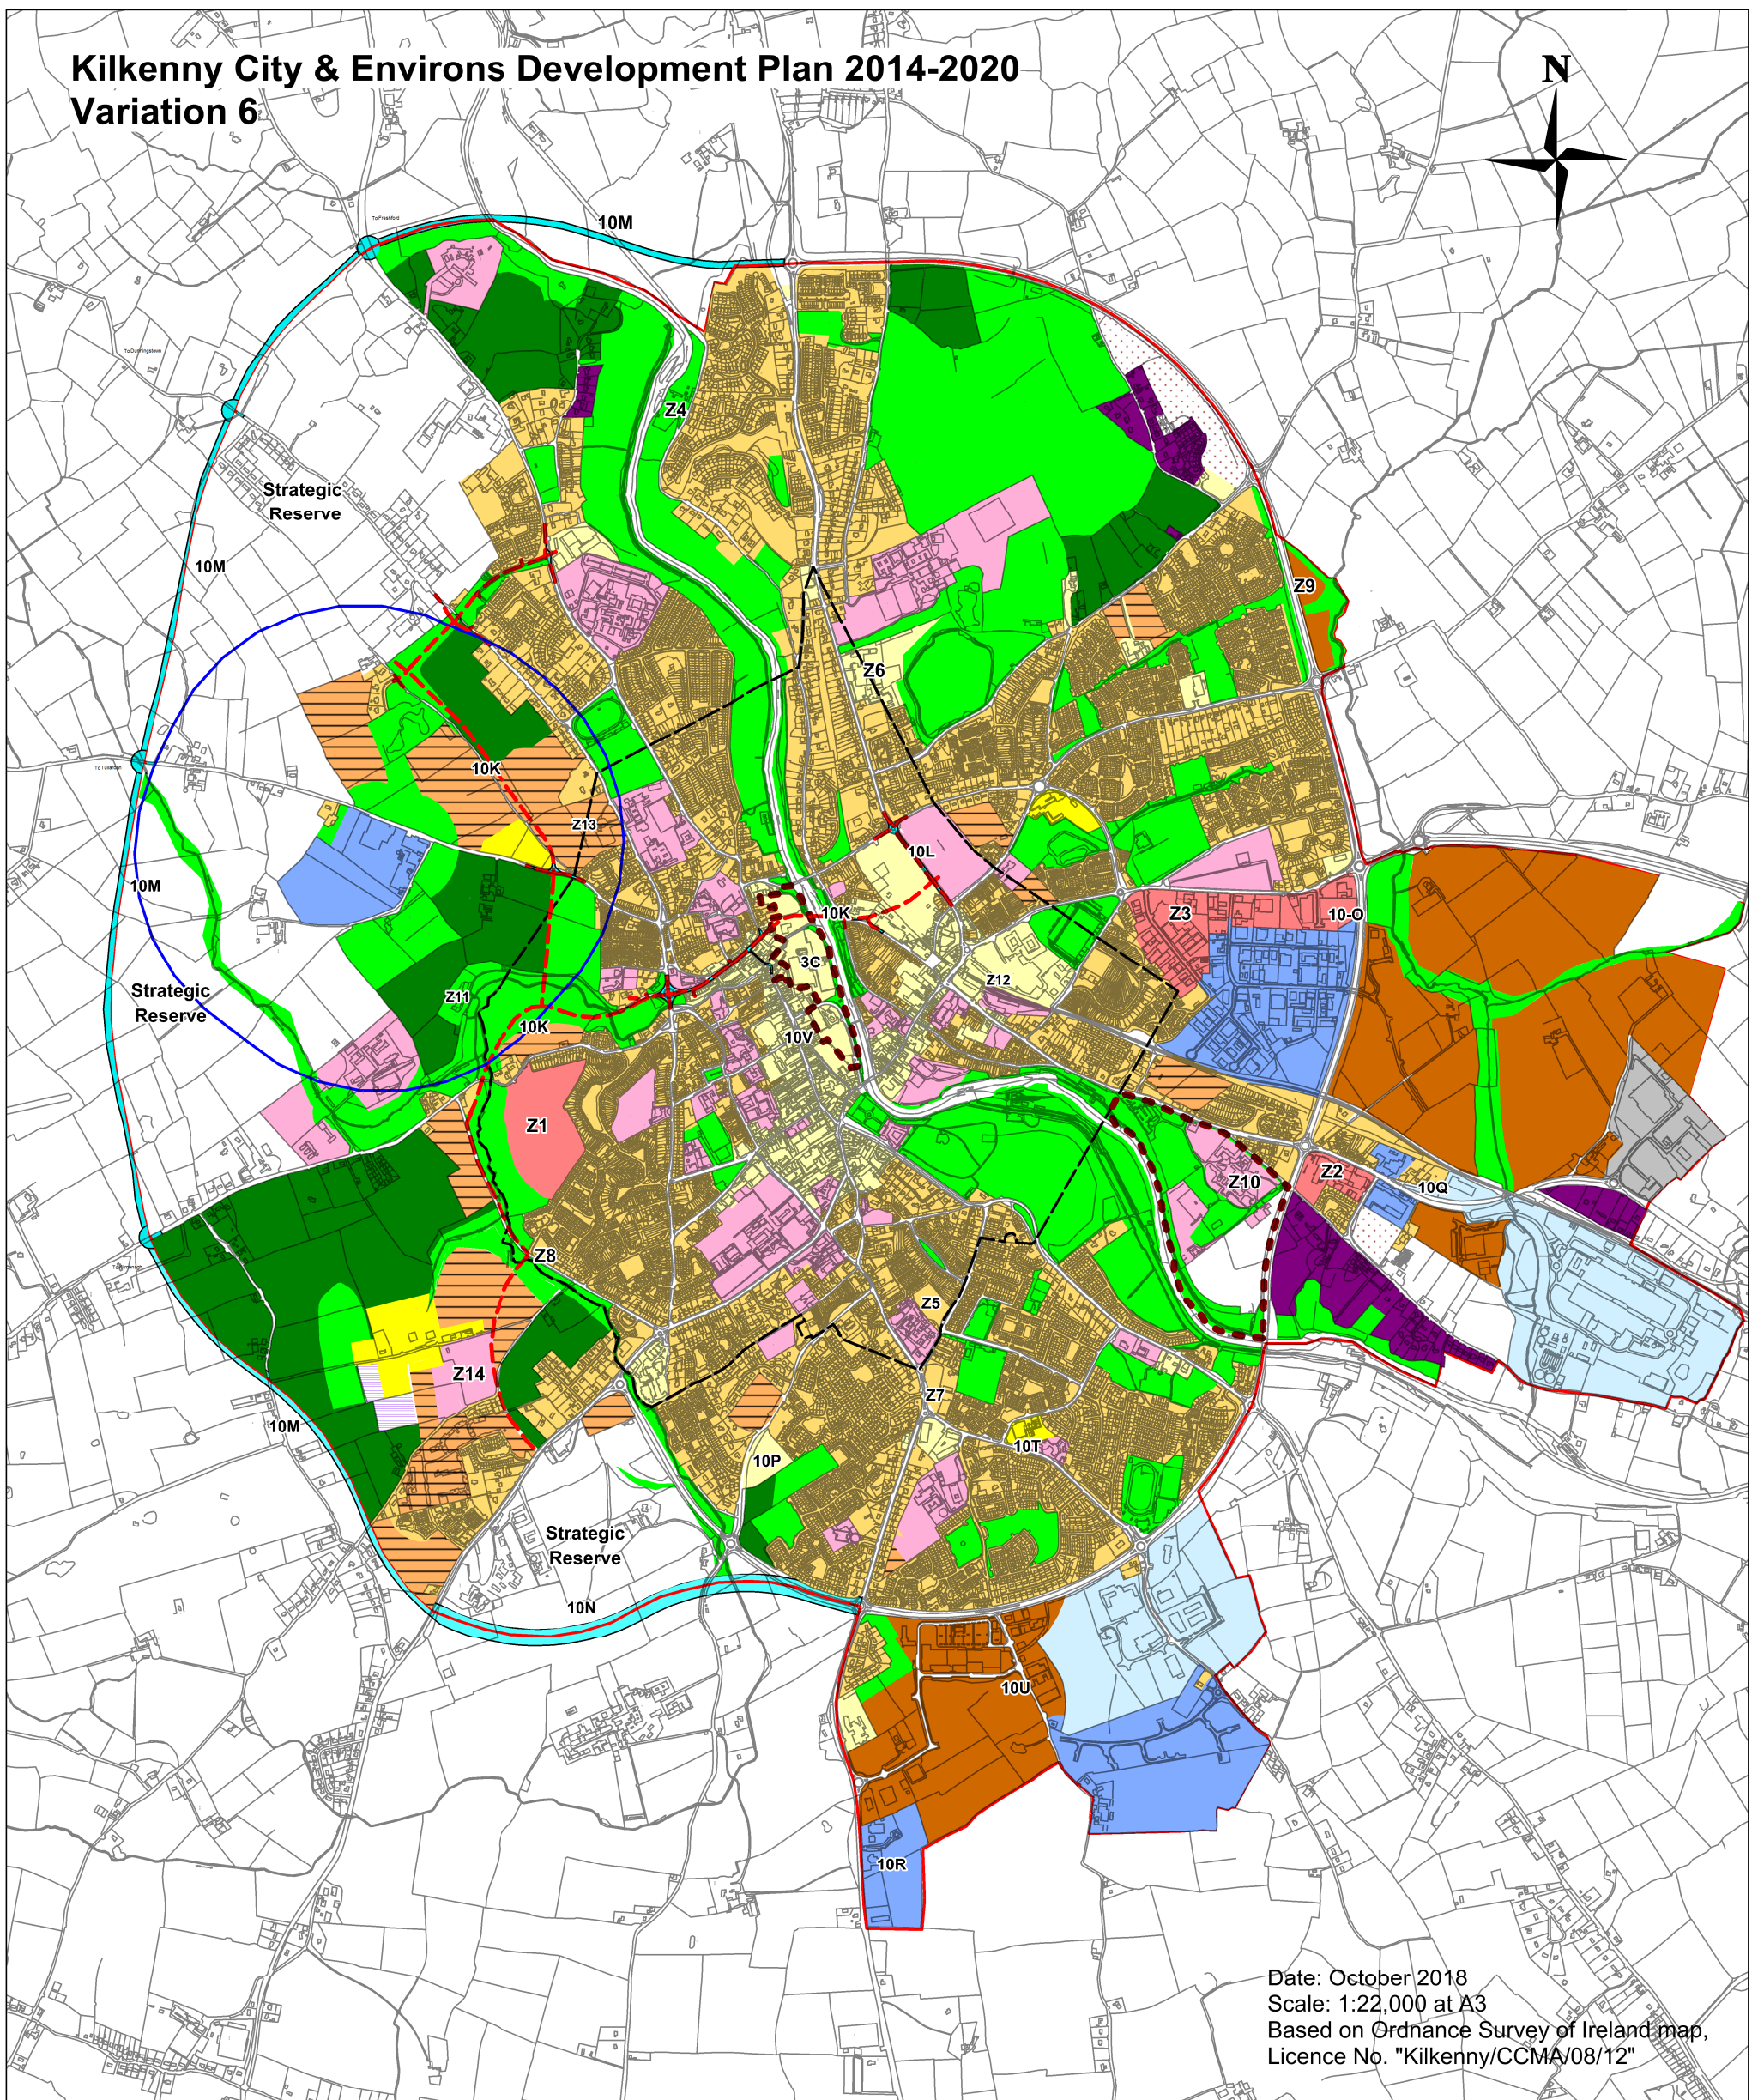 Kilkenny City & Environs Development Plan 2014-2020
Variation 6
N
To Freshford
10M
Z4
Strategic
Reserve
10M
Z9
Z6
10K
Z13
10L
10M
10K
Z3
10-O
3C
Z12
Strategic
Reserve
Z11
10K
10V
Z1
Z10
Z2
10Q
Z8
Z5
Z14
Z7
10M
10T
10P
Strategic
Reserve
10N
10U
10R
Date: October 2018
Scale: 1:22,000 at A3
Based on Ordnance Survey of Ireland map,
Licence No. "Kilkenny/CCMA/08/12"